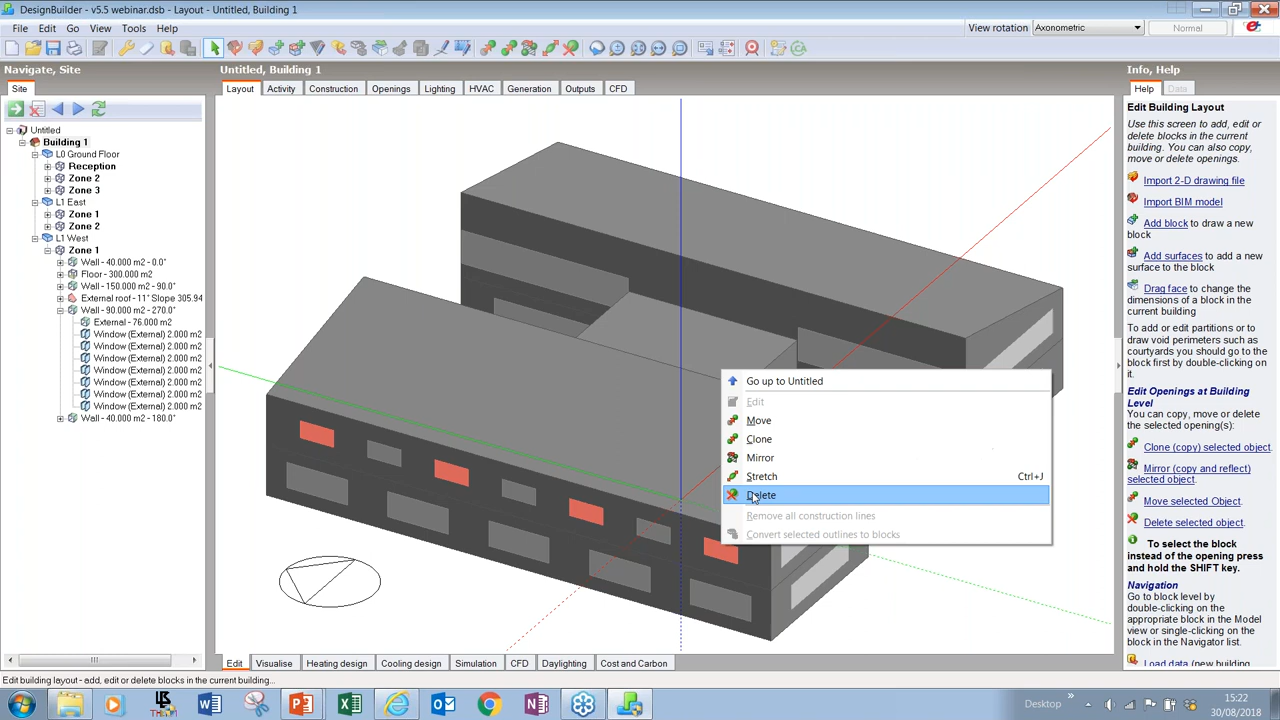 DesignBuilder - v5.5 webinar.dsb - Layout - Untitled, Building 1
File Edit Go View Tools Help
View rotation Axonometric Normal
Navigate, Site
Site
Untitled
Building 1
L0 Ground Floor
Reception
Zone 2
Zone 3
L1 East
Zone 1
Zone 2
L1 West
Zone 1
Wall - 40.000 m2 - 0.0°
Floor - 300.000 m2
Wall - 150.000 m2 - 90.0°
External roof - 11° Slope 305.94
Wall - 90.000 m2 - 270.0°
External - 76.000 m2
Window (External) 2.000 m2
Window (External) 2.000 m2
Window (External) 2.000 m2
Window (External) 2.000 m2
Window (External) 2.000 m2
Window (External) 2.000 m2
Window (External) 2.000 m2
Wall - 40.000 m2 - 180.0°
Untitled, Building 1
Layout Activity Construction Openings Lighting HVAC Generation Outputs CFD
Go up to Untitled
Edit
Move
Clone
Mirror
Stretch Ctrl+J
Delete
Remove all construction lines
Convert selected outlines to blocks
Edit Visualise Heating design Cooling design Simulation CFD Daylighting Cost and Carbon
Info, Help
Help Data
Edit Building Layout
Use this screen to add, edit or
delete blocks in the current
building. You can also copy,
move or delete openings.
Import 2-D drawing file
Import BIM model
Add block to draw a new
block
Add surfaces to add a new
surface to the block
Drag face to change the
dimensions of a block in the
current building
To add or edit partitions or to
draw void perimeters such as
courtyards you should go to the
block first by double-clicking on
it.
Edit Openings at Building
Level
You can copy, move or delete
the selected opening(s):
Clone (copy) selected object
Mirror (copy and reflect)
selected object.
Move selected Object.
Delete selected object.
To select the block
instead of the opening press
and hold the SHIFT key.
Navigation
Go to block level by
double-clicking on the
appropriate block in the Model
view or single-clicking on the
block in the Navigator list.
Load data (new building
Edit building layout - add, edit or delete blocks in the current building...
Desktop
15:22
30/08/2018